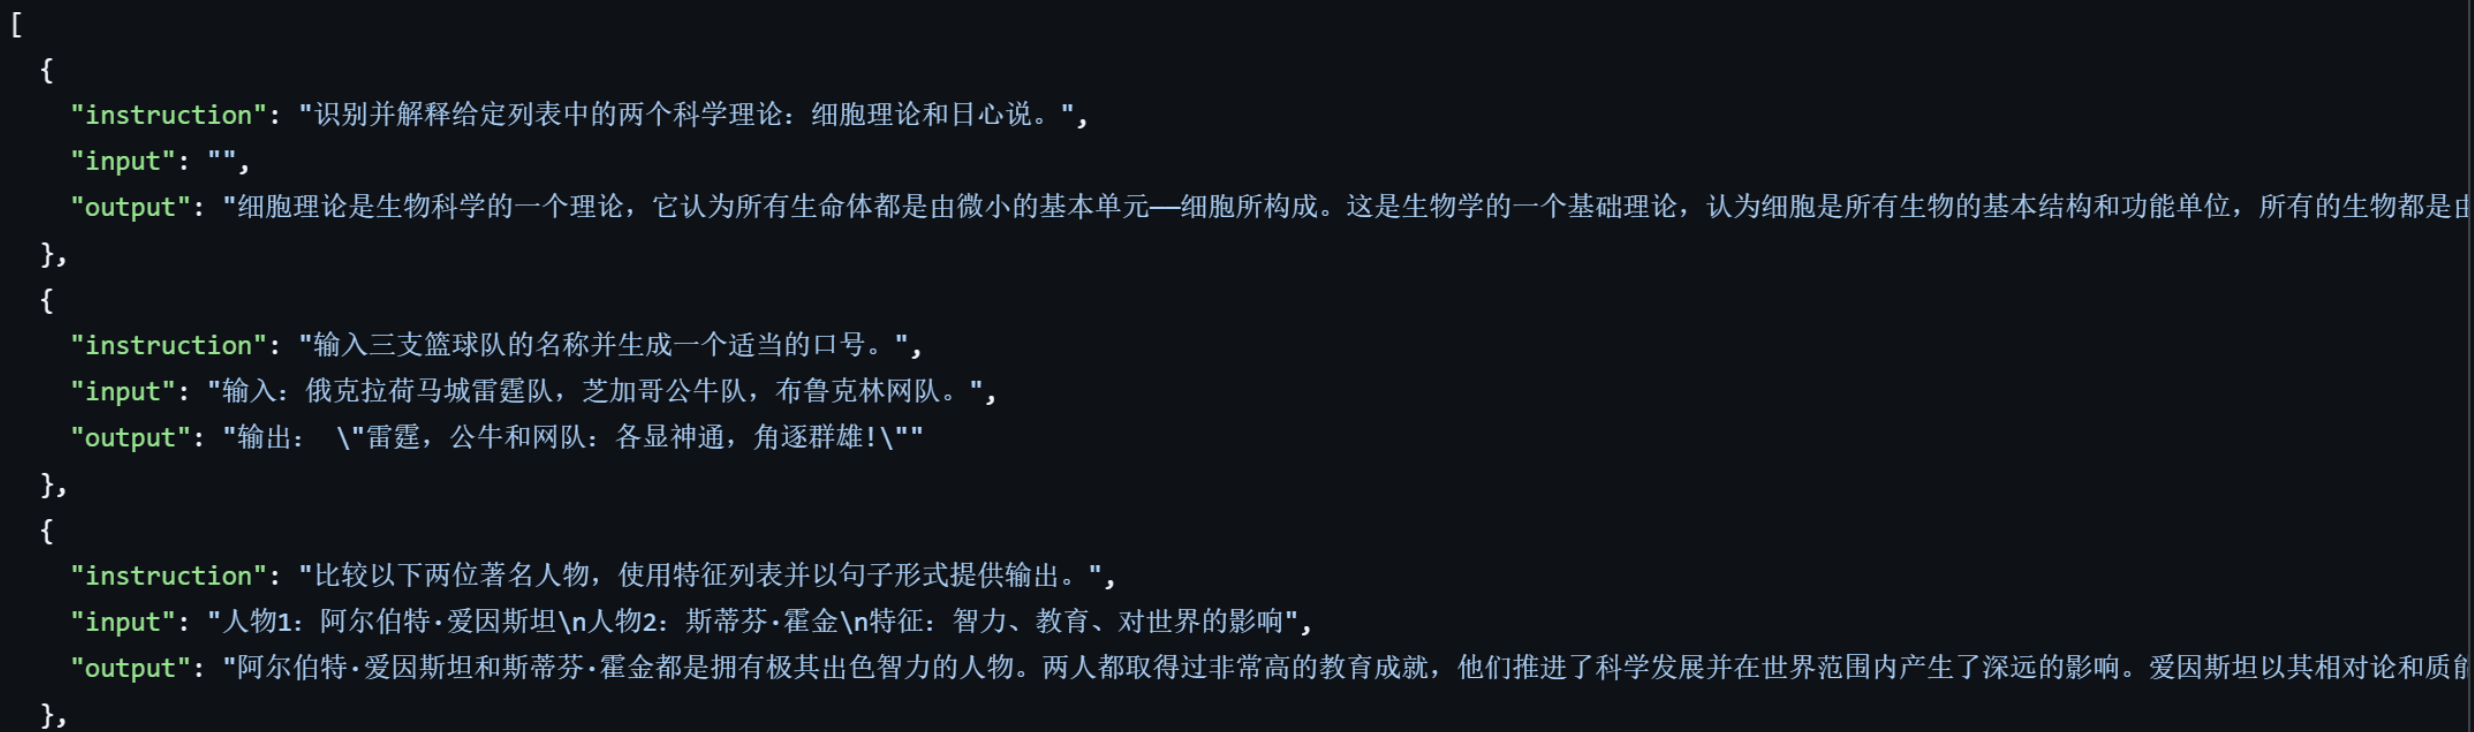 [
  {
    "instruction": "识别并解释给定列表中的两个科学理论：细胞理论和日心说。",
    "input": "",
    "output": "细胞理论是生物科学的一个理论，它认为所有生命体都是由微小的基本单元——细胞所构成。这是生物学的一个基础理论，认为细胞是所有生物的基本结构和功能单位，所有的生物都是由
  },
  {
    "instruction": "输入三支篮球队的名称并生成一个适当的口号。",
    "input": "输入：俄克拉荷马城雷霆队，芝加哥公牛队，布鲁克林网队。",
    "output": "输出： \"雷霆，公牛和网队：各显神通，角逐群雄!\""
  },
  {
    "instruction": "比较以下两位著名人物，使用特征列表并以句子形式提供输出。",
    "input": "人物1：阿尔伯特·爱因斯坦\n人物2：斯蒂芬·霍金\n特征：智力、教育、对世界的影响",
    "output": "阿尔伯特·爱因斯坦和斯蒂芬·霍金都是拥有极其出色智力的人物。两人都取得过非常高的教育成就，他们推进了科学发展并在世界范围内产生了深远的影响。爱因斯坦以其相对论和质能
  },